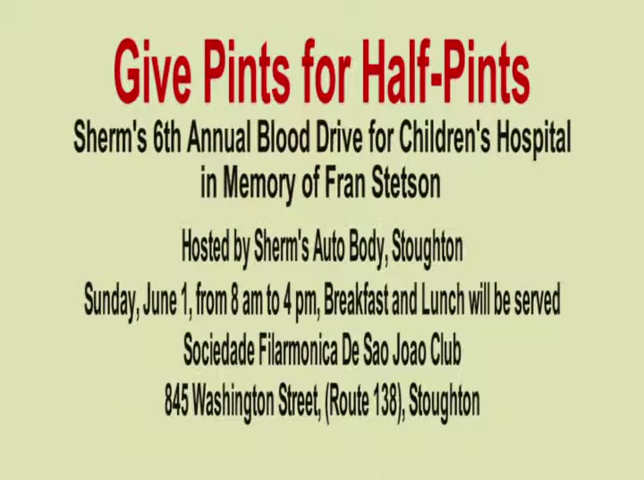 Give Pints for Half-Pints
Sherm's 6th Annual Blood Drive for Children's Hospital
in Memory of Fran Stetson
Hosted by Sherm's Auto Body, Stoughton
Sunday, June 1, from 8 am to 4 pm, Breakfast and Lunch will be served
Sociedade Filarmonica De Sao Joao Club
845 Washington Street, (Route 138), Stoughton